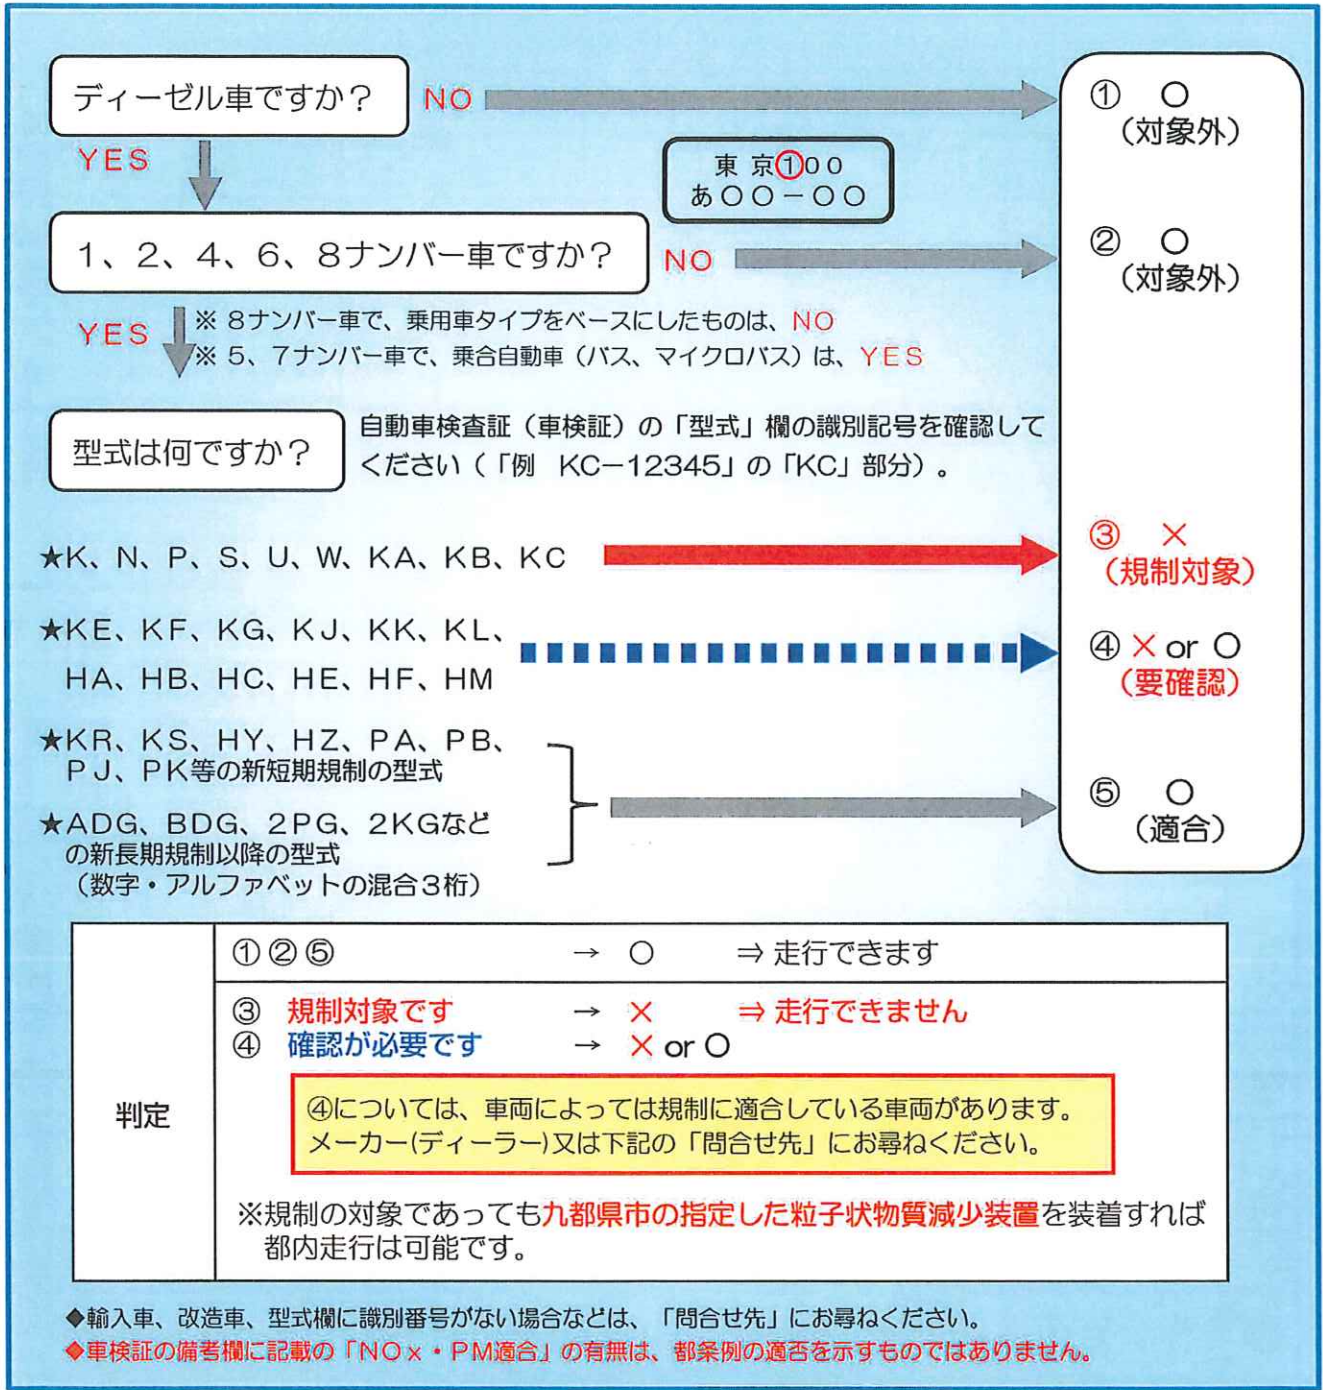 ディーゼル車ですか？
NO
① ○
（対象外）
YES
東 京①00
あ○○－○○
1、2、4、6、8ナンバー車ですか？
NO
② ○
（対象外）
YES
※ 8ナンバー車で、乗用車タイプをベースにしたものは、NO
※ 5、7ナンバー車で、乗合自動車（バス、マイクロバス）は、YES
型式は何ですか？
自動車検査証（車検証）の「型式」欄の識別記号を確認して
ください（「例　KC－12345」の「KC」部分）。
★K、N、P、S、U、W、KA、KB、KC
③ ×
（規制対象）
★KE、KF、KG、KJ、KK、KL、
HA、HB、HC、HE、HF、HM
④ × or ○
（要確認）
★KR、KS、HY、HZ、PA、PB、
PJ、PK等の新短期規制の型式
★ADG、BDG、2PG、2KGなど
の新長期規制以降の型式
（数字・アルファベットの混合3桁）
⑤ ○
（適合）
判定
①②⑤ → ○ ⇒ 走行できます
③ 規制対象です → × ⇒ 走行できません
④ 確認が必要です → × or ○
④については、車両によっては規制に適合している車両があります。
メーカー(ディーラー)又は下記の「問合せ先」にお尋ねください。
※規制の対象であっても九都県市の指定した粒子状物質減少装置を装着すれば
都内走行は可能です。
◆輸入車、改造車、型式欄に識別番号がない場合などは、「問合せ先」にお尋ねください。
◆車検証の備考欄に記載の「NOx・PM適合」の有無は、都条例の適否を示すものではありません。